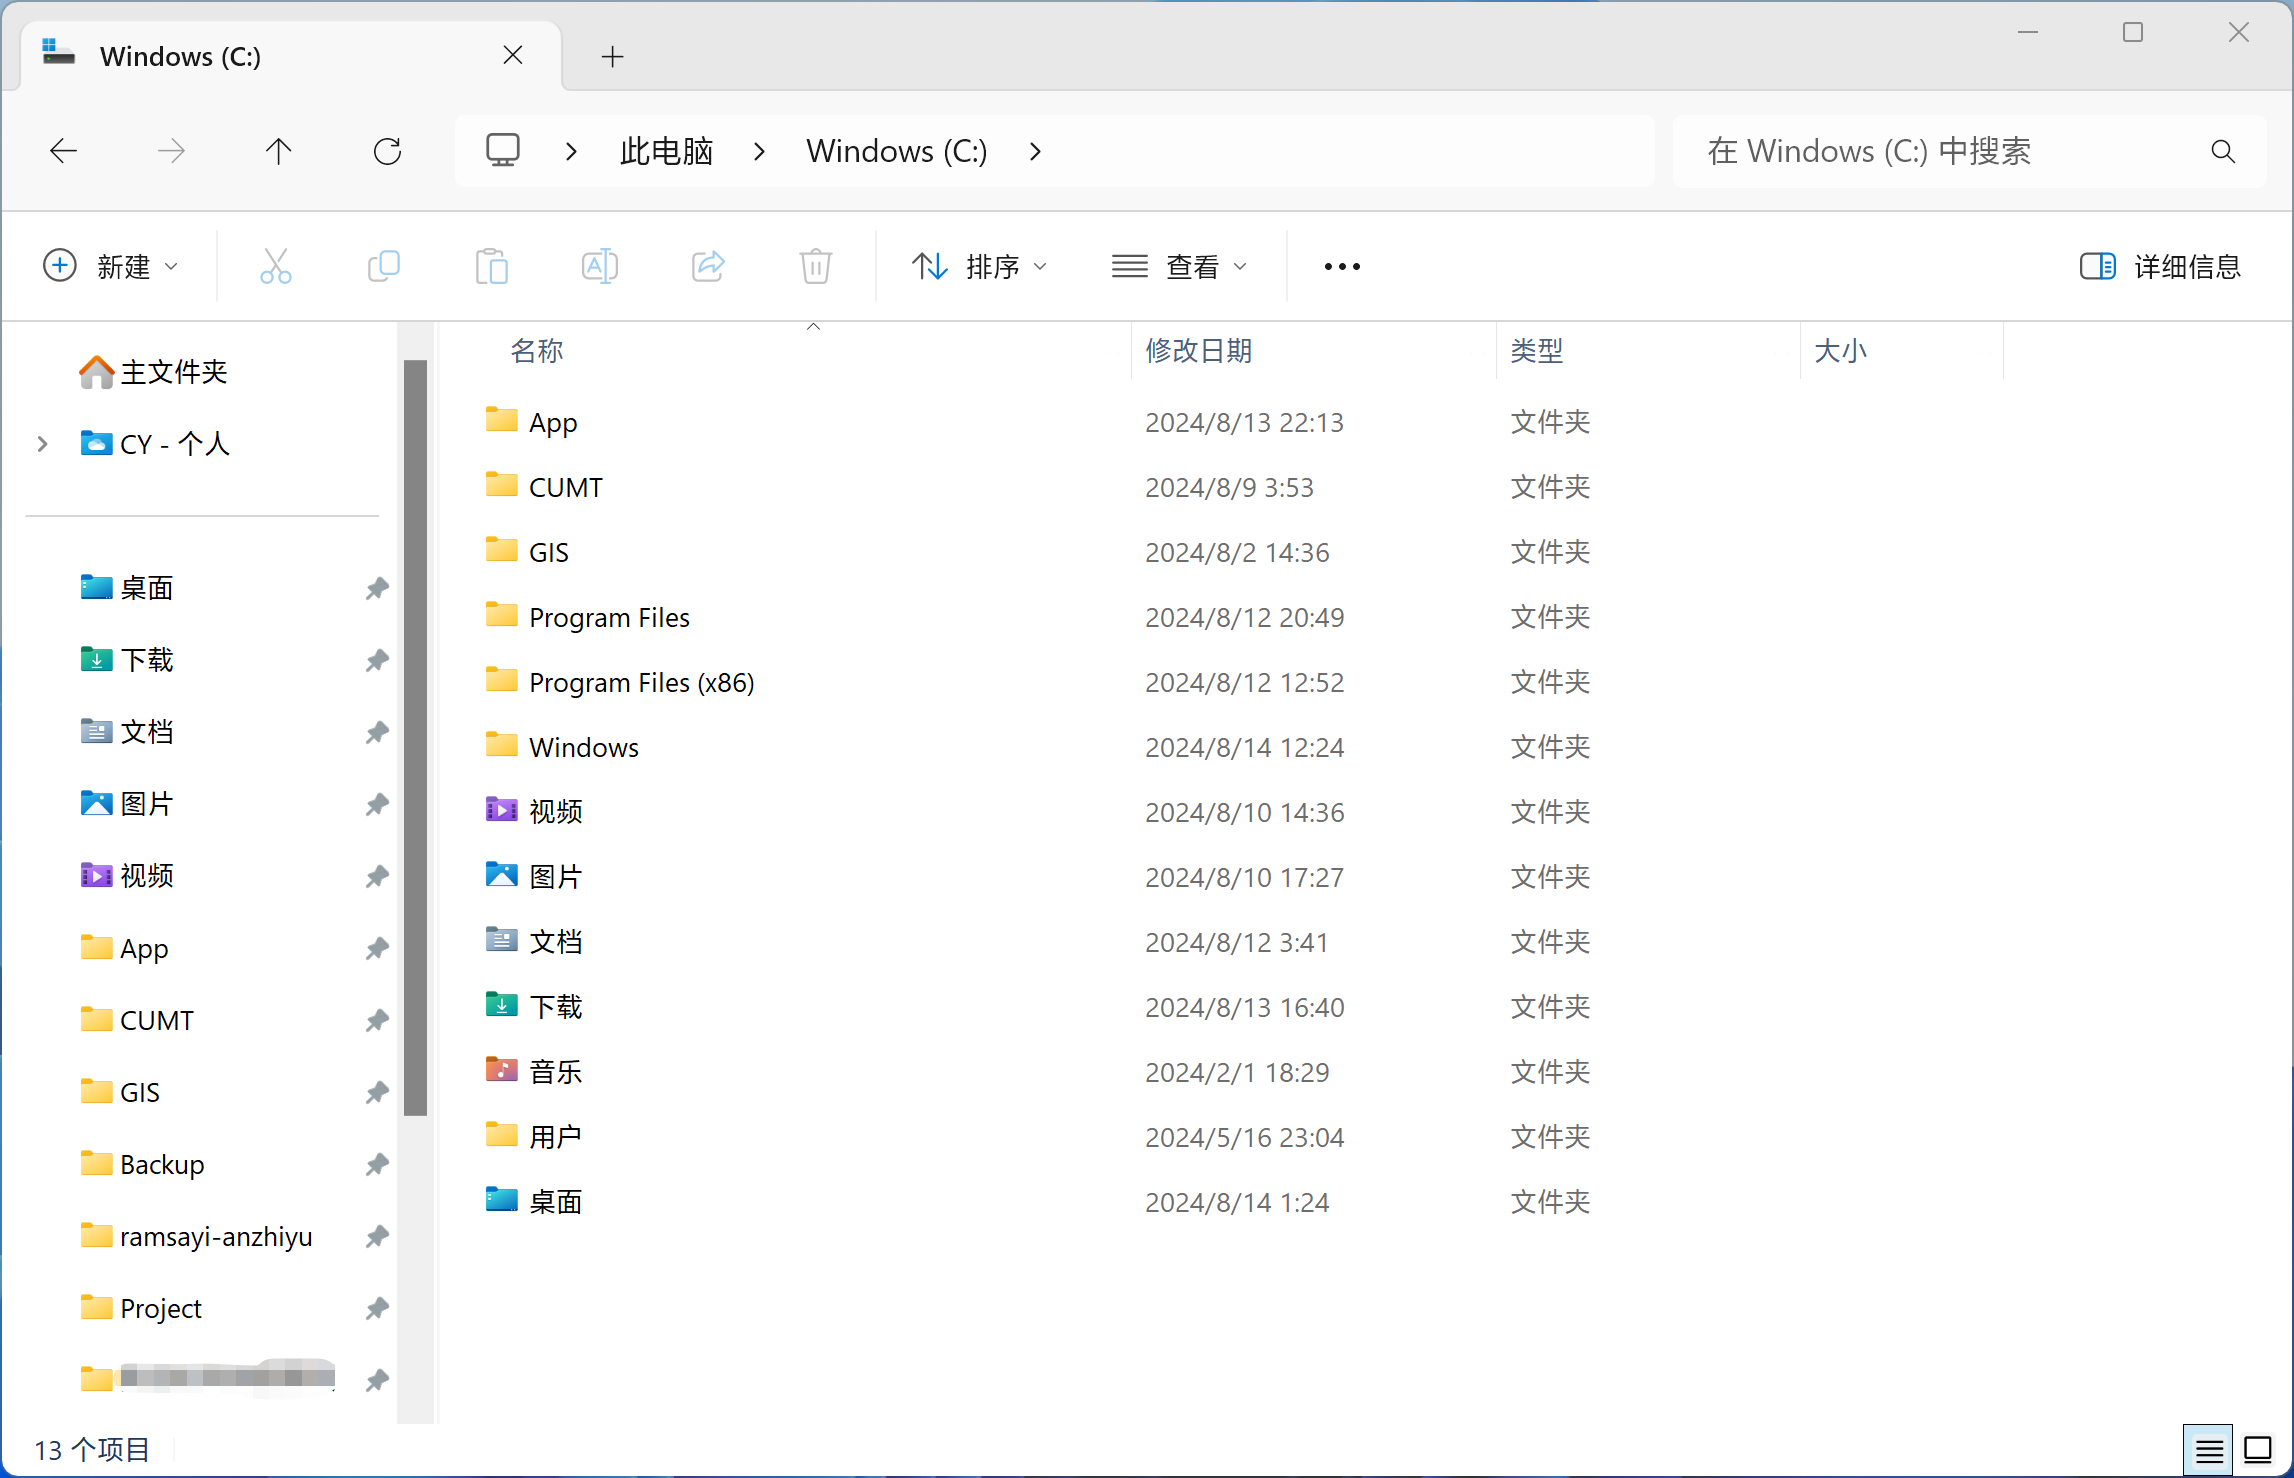 Windows (C:)
此电脑 Windows (C:) 在 Windows (C:) 中搜索
新建 排序 查看 详细信息
主文件夹
CY - 个人
桌面
下载
文档
图片
视频
App
CUMT
GIS
Backup
ramsayi-anzhiyu
Project
名称 修改日期 类型 大小
App 2024/8/13 22:13 文件夹
CUMT 2024/8/9 3:53 文件夹
GIS 2024/8/2 14:36 文件夹
Program Files 2024/8/12 20:49 文件夹
Program Files (x86) 2024/8/12 12:52 文件夹
Windows 2024/8/14 12:24 文件夹
视频 2024/8/10 14:36 文件夹
图片 2024/8/10 17:27 文件夹
文档 2024/8/12 3:41 文件夹
下载 2024/8/13 16:40 文件夹
音乐 2024/2/1 18:29 文件夹
用户 2024/5/16 23:04 文件夹
桌面 2024/8/14 1:24 文件夹
13 个项目